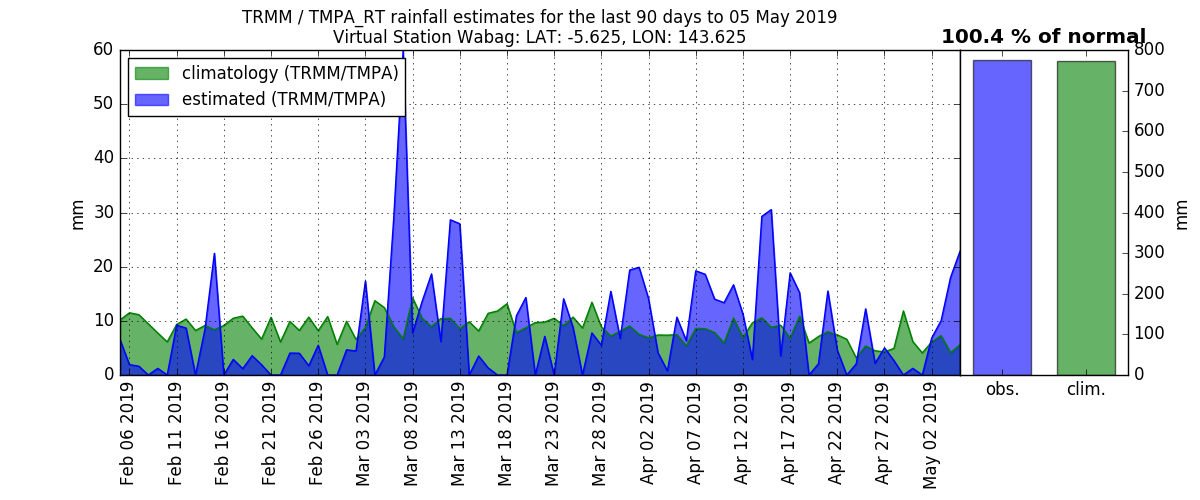 TRMM / TMPA_RT rainfall estimates for the last 90 days to 05 May 2019
Virtual Station Wabag: LAT: -5.625, LON: 143.625
100.4 % of normal
climatology (TRMM/TMPA)
estimated (TRMM/TMPA)
60
50
40
30
20
10
0
mm
Feb 06 2019
Feb 11 2019
Feb 16 2019
Feb 21 2019
Feb 26 2019
Mar 03 2019
Mar 08 2019
Mar 13 2019
Mar 18 2019
Mar 23 2019
Mar 28 2019
Apr 02 2019
Apr 07 2019
Apr 12 2019
Apr 17 2019
Apr 22 2019
Apr 27 2019
May 02 2019
obs.
clim.
800
700
600
500
400
300
200
100
0
mm